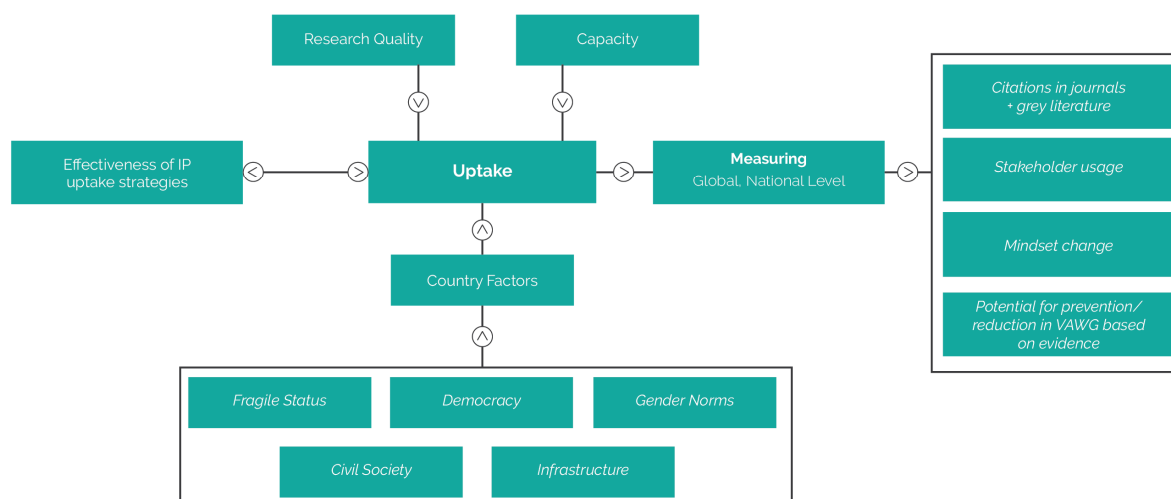 Research Quality
Capacity
Effectiveness of IP
uptake strategies
Uptake
Measuring
Global, National Level
Citations in journals
+ grey literature
Stakeholder usage
Mindset change
Potential for prevention/
reduction in VAWG based
on evidence
Country Factors
Fragile Status
Democracy
Gender Norms
Civil Society
Infrastructure